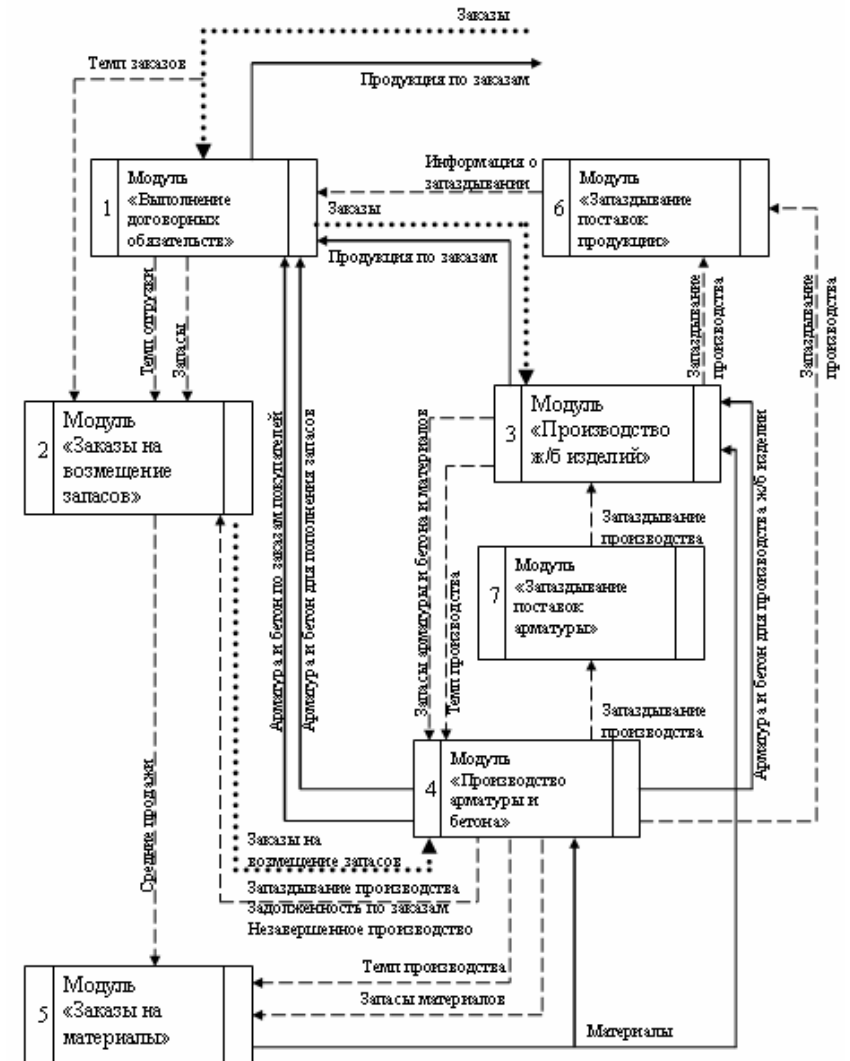 Заказы
Темп заказов
Продукция по заказам
1
Модуль
«Выполнение
договорных
обязательств»
Информация о
запаздывании
6
Модуль
«Запаздывание
поставок
продукции»
Заказы
Продукция по заказам
Темп отгрузки
Запасы
Запаздывание
производства
Запаздывание
производства
2
Модуль
«Заказы на
возмещение
запасов»
3
Модуль
«Производство
ж/б изделий»
Арматура и бетон по заказам покупателей
Арматура и бетон для пополнения запасов
Запасы арматуры и бетона и материалов
Темп производства
Запаздывание
производства
7
Модуль
«Запаздывание
поставок
арматуры»
Арматура и бетон для производства ж/б изделий
Запаздывание
производства
4
Модуль
«Производство
арматуры и
бетона»
Средние продажи
Заказы на
возмещение запасов
Запаздывание производства
Задолженность по заказам
Незавершенное производство
Темп производства
5
Модуль
«Заказы на
материалы»
Запасы материалов
Материалы